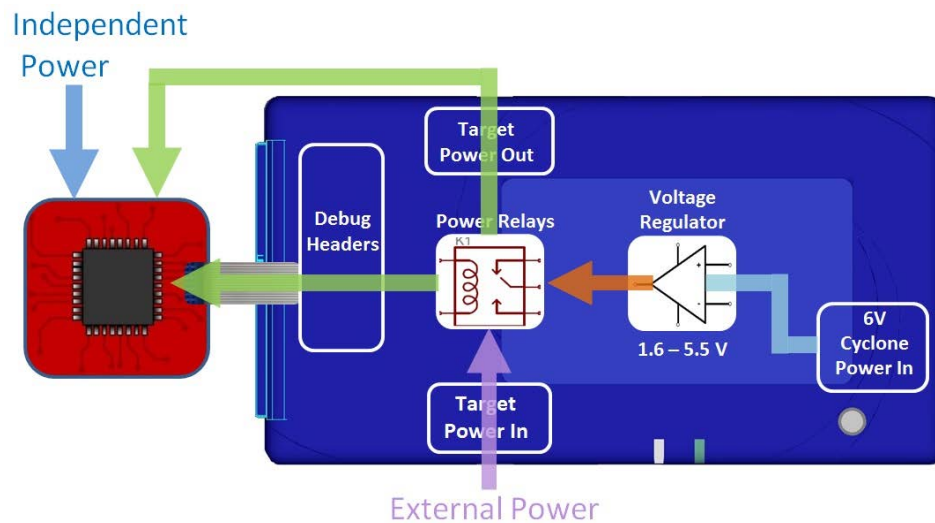 Independent
Power
Target
Power Out
Debug
Headers
Power Relays
K1
Voltage
Regulator
1.6 – 5.5 V
6V
Cyclone
Power In
Target
Power In
External Power